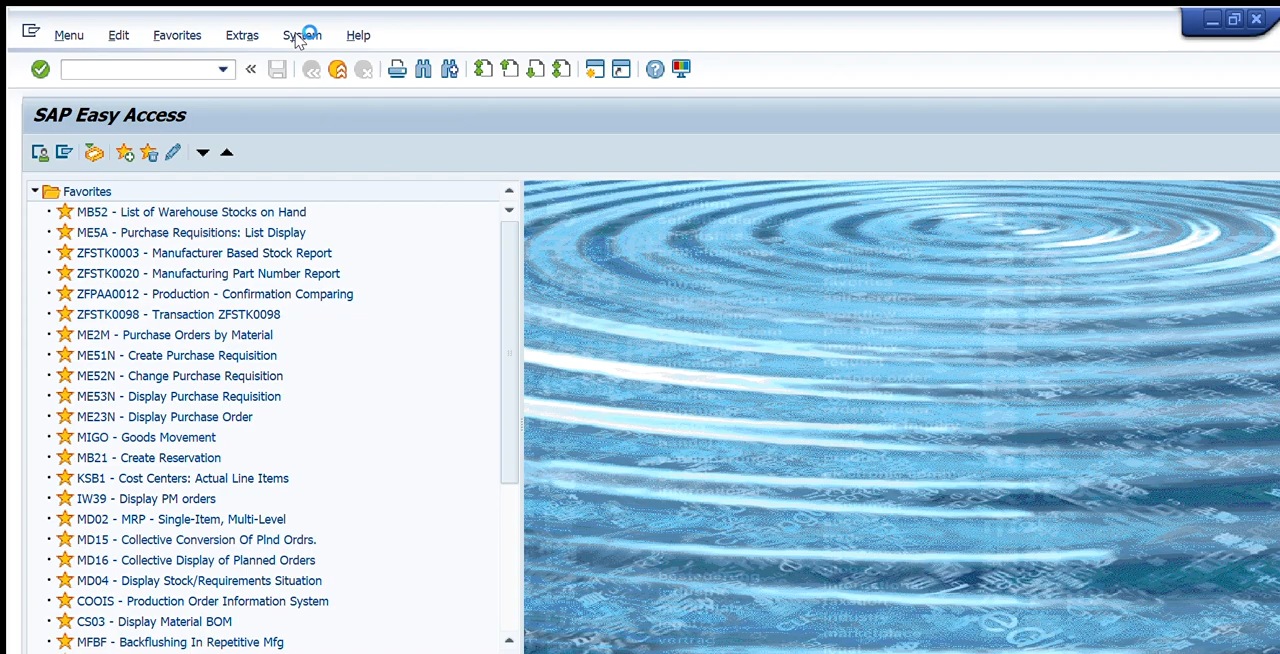 Menu Edit Favorites Extras System Help
SAP Easy Access
Favorites
MB52 - List of Warehouse Stocks on Hand
ME5A - Purchase Requisitions: List Display
ZFSTK0003 - Manufacturer Based Stock Report
ZFSTK0020 - Manufacturing Part Number Report
ZFPAA0012 - Production - Confirmation Comparing
ZFSTK0098 - Transaction ZFSTK0098
ME2M - Purchase Orders by Material
ME51N - Create Purchase Requisition
ME52N - Change Purchase Requisition
ME53N - Display Purchase Requisition
ME23N - Display Purchase Order
MIGO - Goods Movement
MB21 - Create Reservation
KSB1 - Cost Centers: Actual Line Items
IW39 - Display PM orders
MD02 - MRP - Single-Item, Multi-Level
MD15 - Collective Conversion Of Plnd Ordrs.
MD16 - Collective Display of Planned Orders
MD04 - Display Stock/Requirements Situation
COOIS - Production Order Information System
CS03 - Display Material BOM
MFBF - Backflushing In Repetitive Mfg